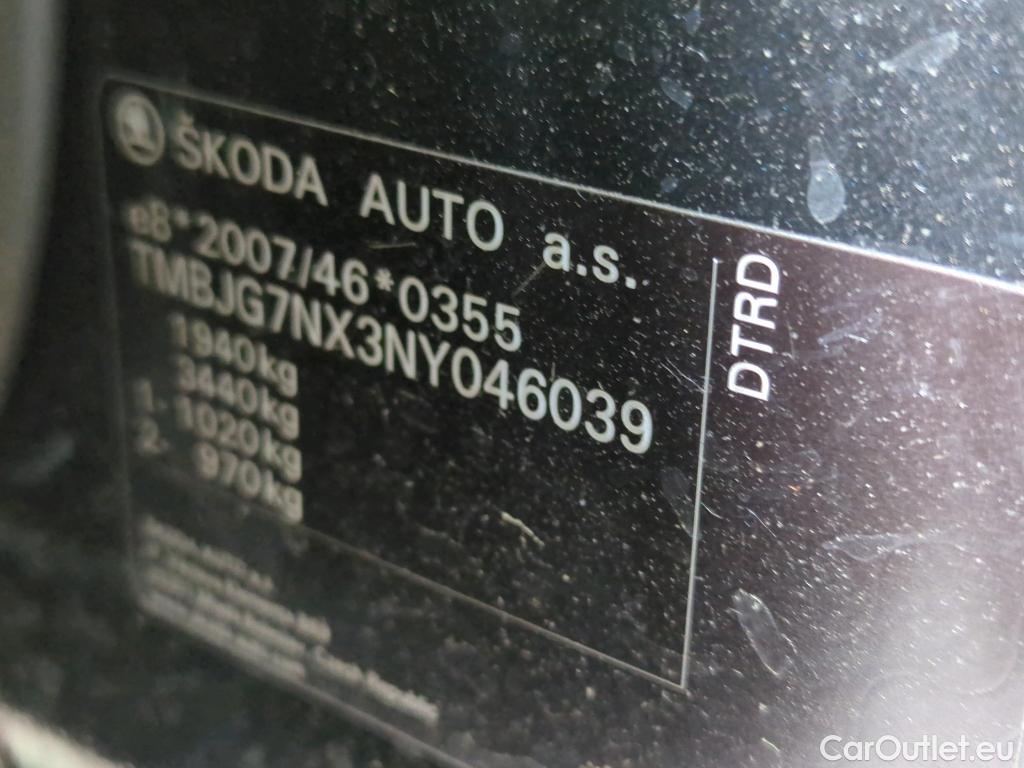 ŠKODA AUTO a.s.
e8*2007/46*0355
TMBJG7NX3NY046039
1940kg
3440kg
1- 1020kg
2- 970kg
DTRD
CarOutlet.eu